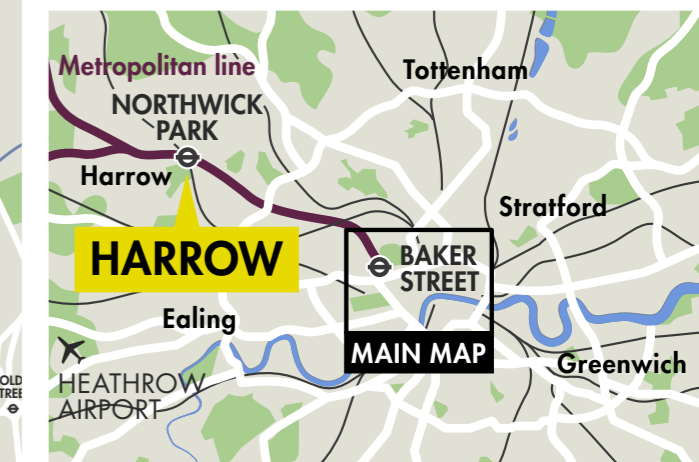 Metropolitan line
Tottenham
NORTHWICK
PARK
Harrow
Stratford
HARROW
BAKER
STREET
Ealing
MAIN MAP
Greenwich
HEATHROW
AIRPORT